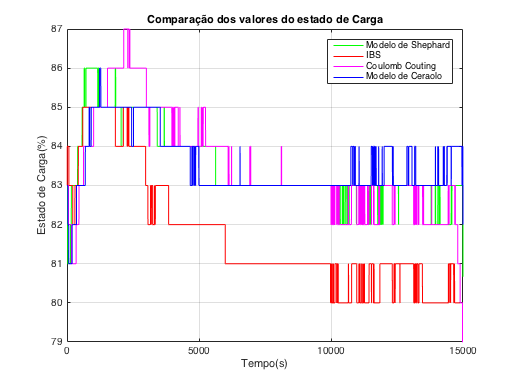 Comparação dos valores do estado de Carga
Modelo de Shephard
IBS
Coulomb Couting
Modelo de Ceraolo
Estado de Carga(%)
87
86
85
84
83
82
81
80
79
0
5000
10000
15000
Tempo(s)